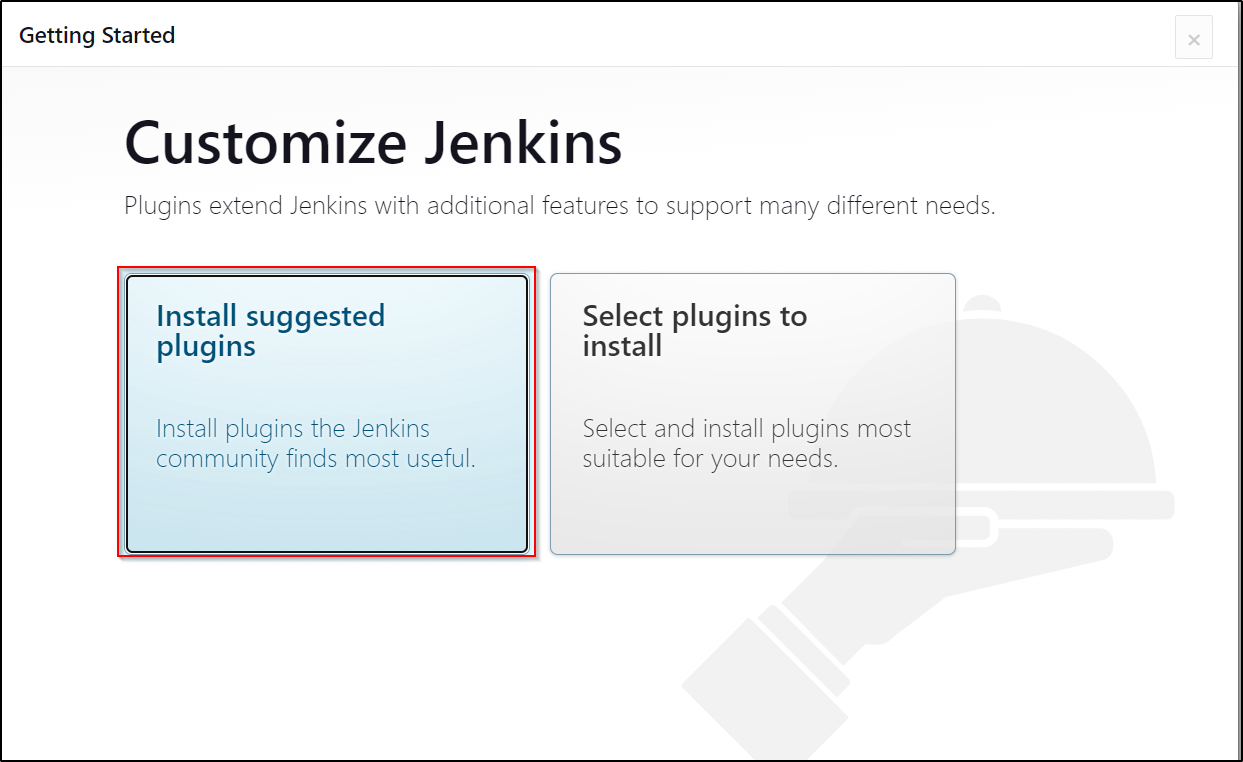 Getting Started
×
Customize Jenkins
Plugins extend Jenkins with additional features to support many different needs.
Install suggested
plugins
Install plugins the Jenkins
community finds most useful.
Select plugins to
install
Select and install plugins most
suitable for your needs.